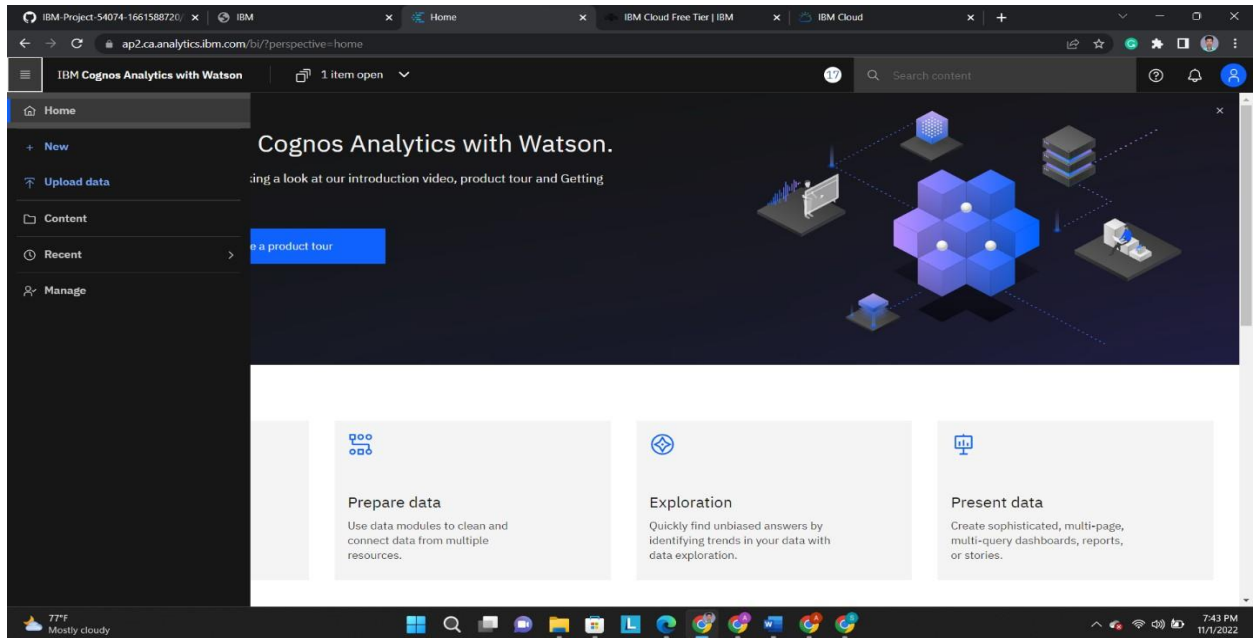 IBM-Project-54074-1661588720/
IBM
Home
IBM Cloud Free Tier | IBM
IBM Cloud
ap2.ca.analytics.ibm.com/bi/?perspective=home
IBM Cognos Analytics with Watson
1 item open
17
Search content
Home
New
Upload data
Content
Recent
Manage
Cognos Analytics with Watson.
king a look at our introduction video, product tour and Getting
e a product tour
Prepare data
Use data modules to clean and
connect data from multiple
resources.
Exploration
Quickly find unbiased answers by
identifying trends in your data with
data exploration.
Present data
Create sophisticated, multi-page,
multi-query dashboards, reports,
or stories.
77°F
Mostly cloudy
7:43 PM
11/1/2022